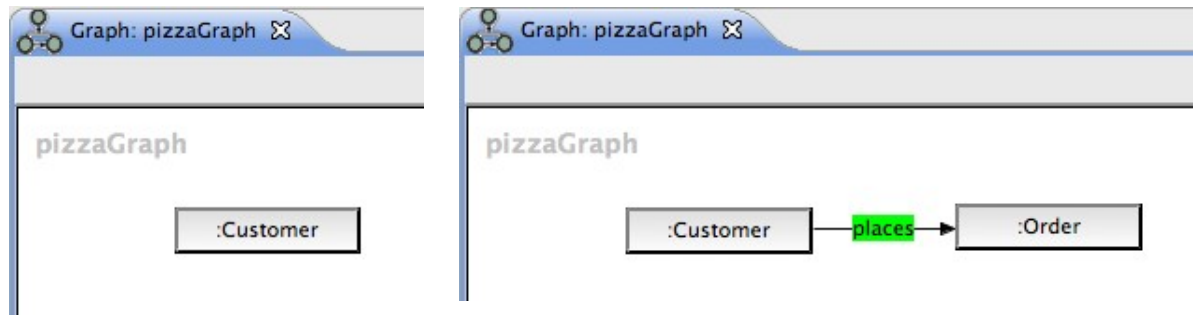 Graph: pizzaGraph
pizzaGraph
:Customer
Graph: pizzaGraph
pizzaGraph
:Customer places :Order